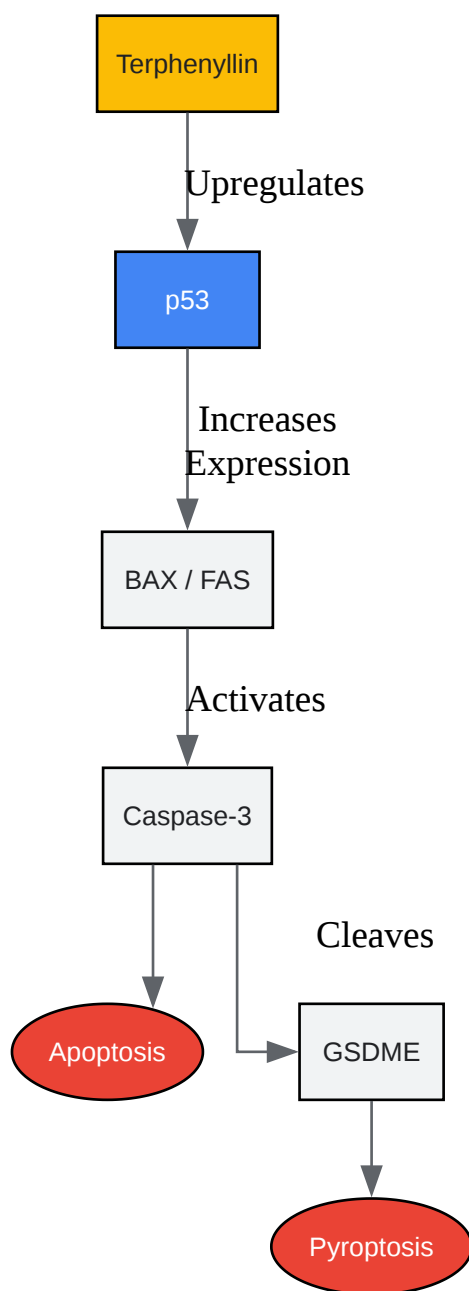 Terphenyllin
Upregulates
p53
Increases
Expression
BAX / FAS
Activates
Caspase-3
Cleaves
Apoptosis
GSDME
Pyroptosis